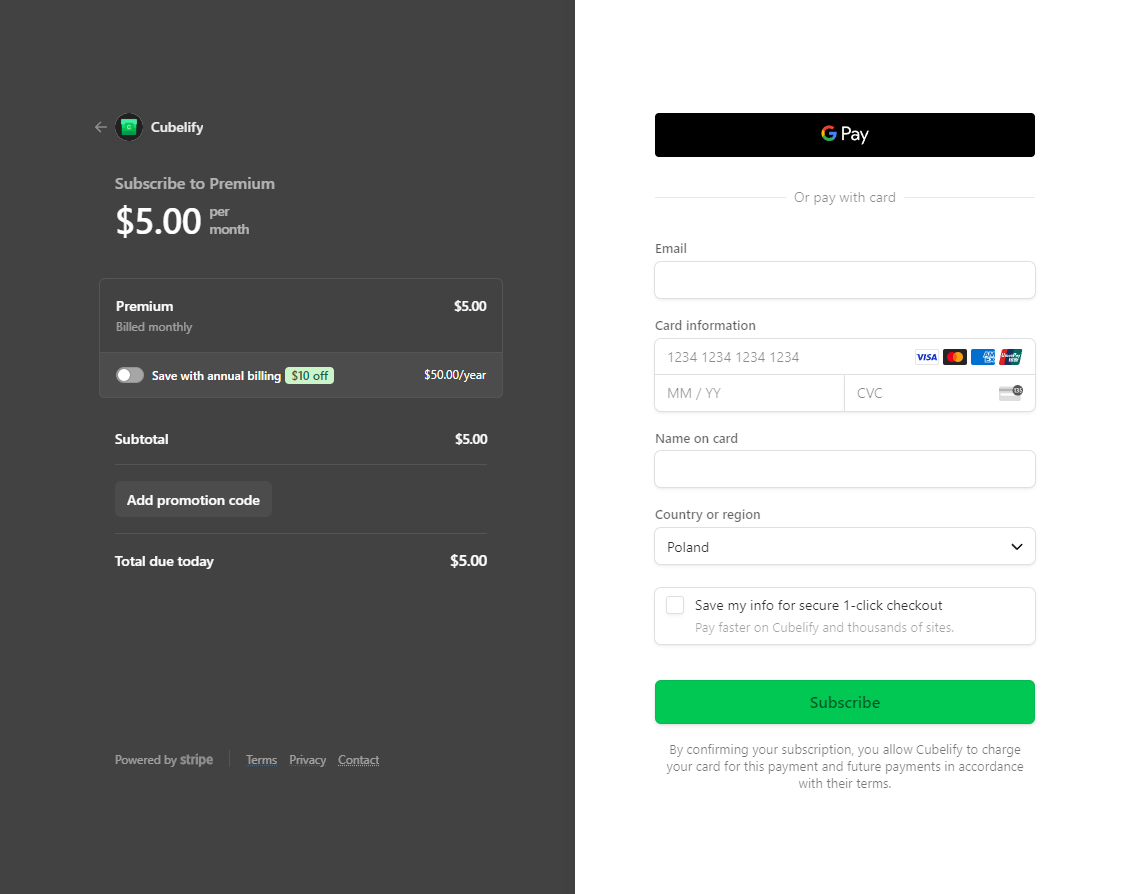 Cubelify
Subscribe to Premium
$5.00 per
month
Premium $5.00
Billed monthly
Save with annual billing $10 off $50.00/year
Subtotal $5.00
Add promotion code
Total due today $5.00
Powered by stripe Terms Privacy Contact
G Pay
Or pay with card
Email
Card information
1234 1234 1234 1234 VISA
MM / YY CVC 135
Name on card
Country or region
Poland
Save my info for secure 1-click checkout
Pay faster on Cubelify and thousands of sites.
Subscribe
By confirming your subscription, you allow Cubelify to charge
your card for this payment and future payments in accordance
with their terms.